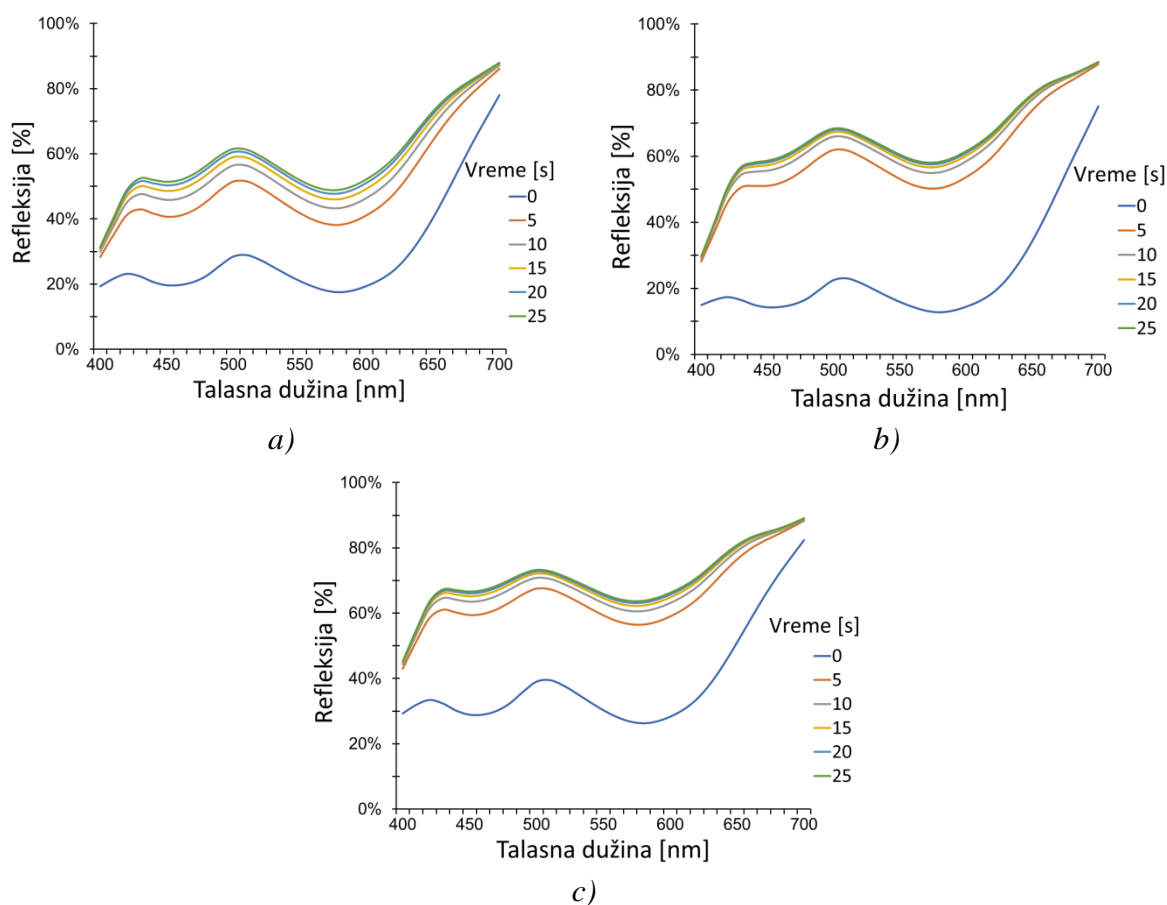 100%
80%
60%
40%
20%
0%
Refleksija [%]
400 450 500 550 600 650 700
Talasna dužina [nm]
Vreme [s]
0
5
10
15
20
25
a)
100%
80%
60%
40%
20%
0%
Refleksija [%]
400 450 500 550 600 650 700
Talasna dužina [nm]
Vreme [s]
0
5
10
15
20
25
b)
100%
80%
60%
40%
20%
0%
Refleksija [%]
400 450 500 550 600 650 700
Talasna dužina [nm]
Vreme [s]
0
5
10
15
20
25
c)